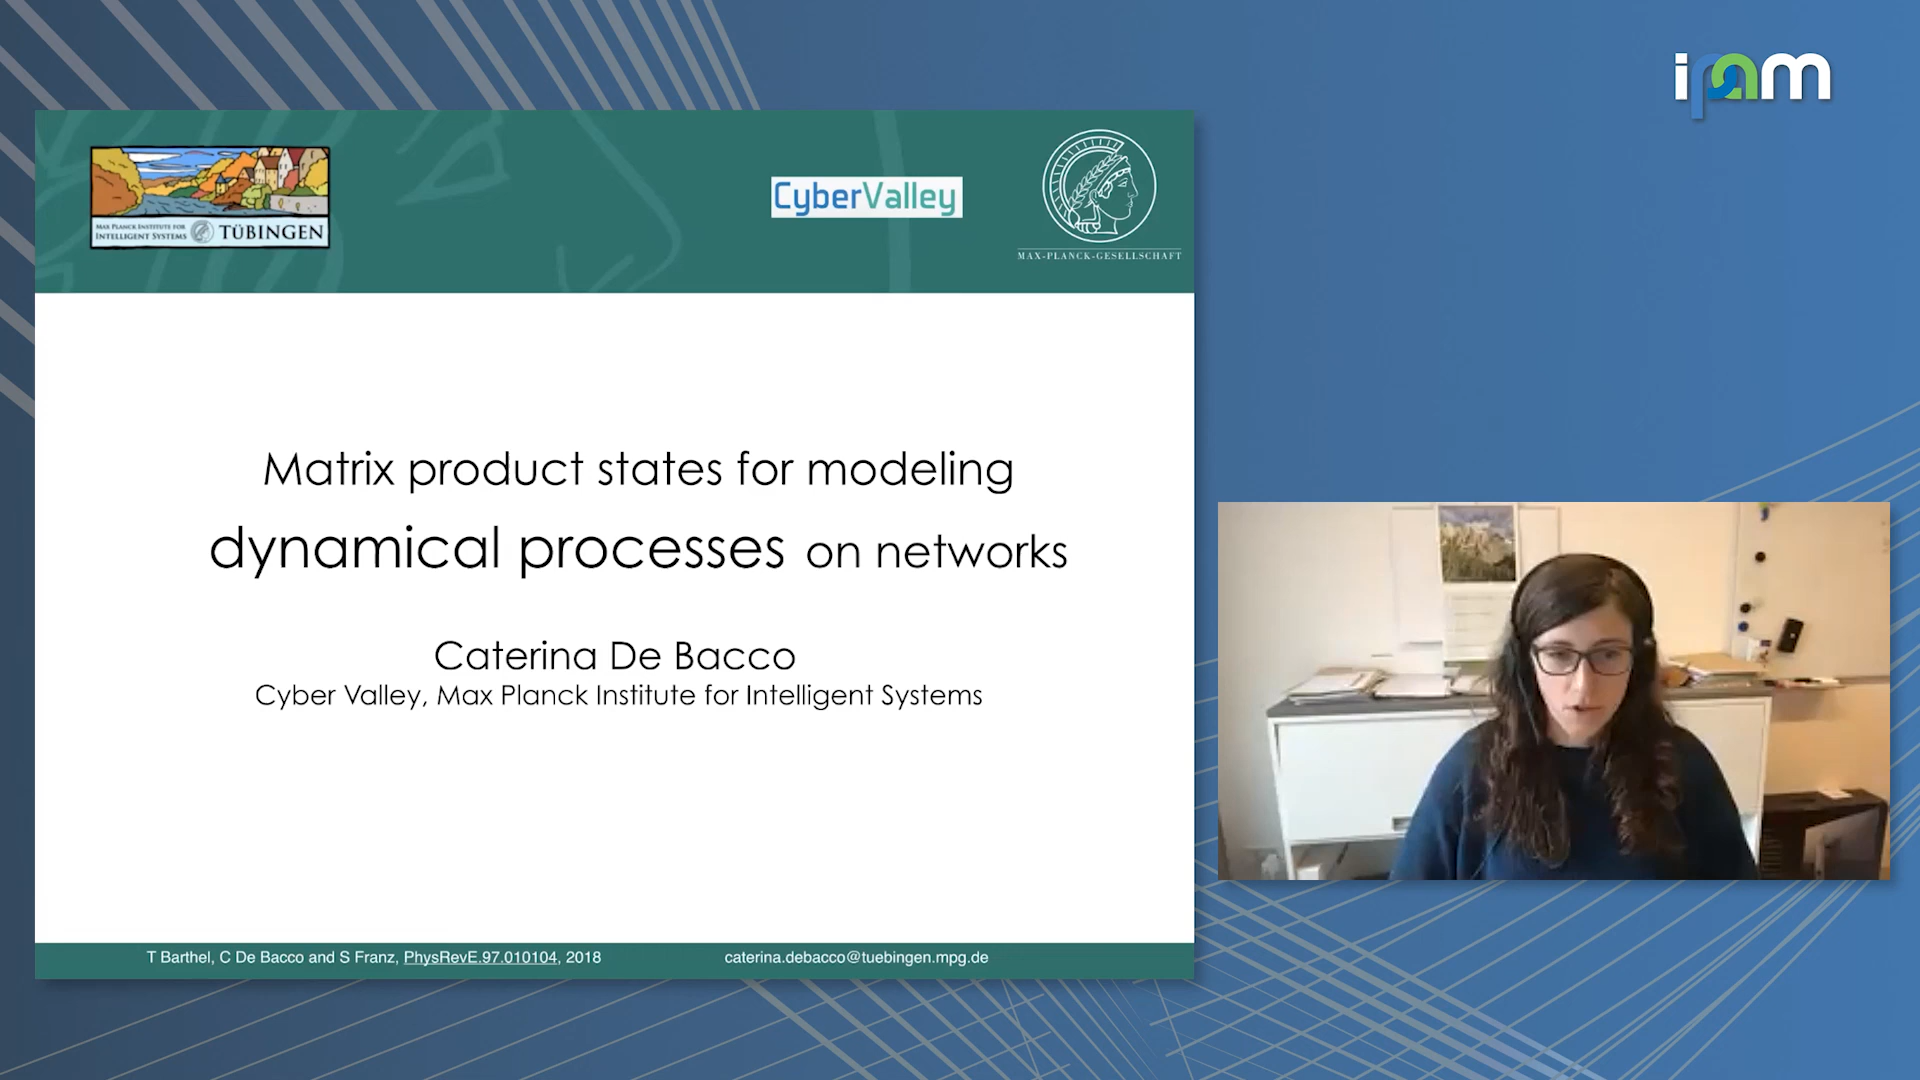 ipam
MAX PLANCK INSTITUTE FOR
INTELLIGENT SYSTEMS
TÜBINGEN
CyberValley
MAX-PLANCK-GESELLSCHAFT
Matrix product states for modeling
dynamical processes on networks
Caterina De Bacco
Cyber Valley, Max Planck Institute for Intelligent Systems
T Barthel, C De Bacco and S Franz, PhysRevE.97.010104, 2018
caterina.debacco@tuebingen.mpg.de